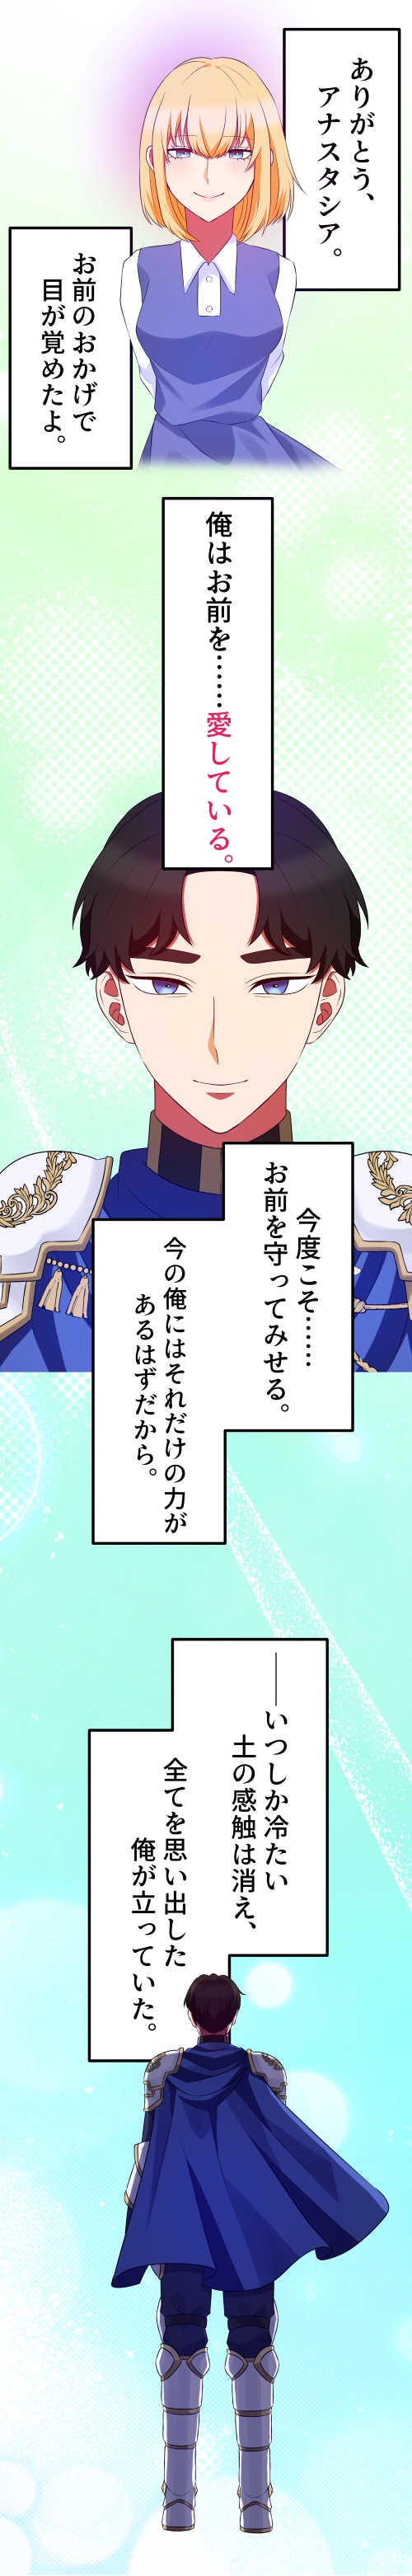 ありがとう、
アナスタシア。
お前のおかげで
目が覚めたよ。
俺はお前を……愛している。
今度こそ……
お前を守ってみせる。
今の俺にはそれだけの力が
あるはずだから。
――いつしか冷たい
土の感触は消え、
全てを思い出した
俺が立っていた。